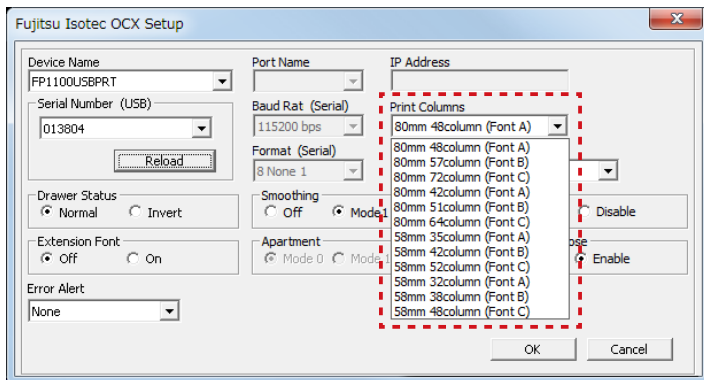 Fujitsu Isotec OCX Setup
Device Name
FP1100USBPRT
Port Name
IP Address
Serial Number (USB)
013804
Reload
Baud Rat (Serial)
115200 bps
Print Columns
80mm 48column (Font A)
80mm 48column (Font A)
80mm 57column (Font B)
80mm 72column (Font C)
80mm 42column (Font A)
80mm 51column (Font B)
80mm 64column (Font C)
58mm 35column (Font A)
58mm 42column (Font B)
58mm 52column (Font C)
58mm 32column (Font A)
58mm 38column (Font B)
58mm 48column (Font C)
Format (Serial)
8 None 1
Drawer Status
Normal Invert
Smoothing
Off Mode1
Disable
Extension Font
Off On
Apartment
Mode 0 Mode 1
Enable
Error Alert
None
OK Cancel